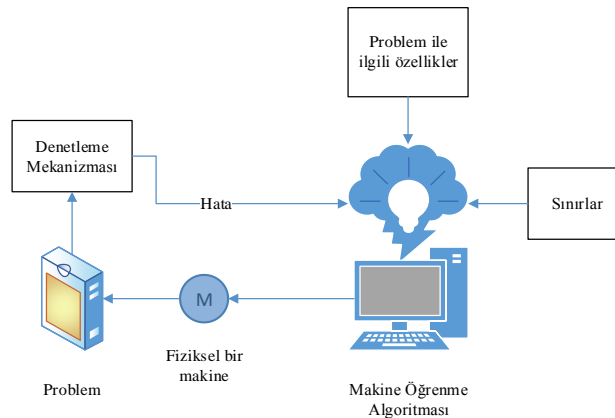 Problem ile
ilgili özellikler
Denetleme
Mekanizması
Hata
Sınırlar
M
Fiziksel bir
makine
Problem
Makine Öğrenme
Algoritması